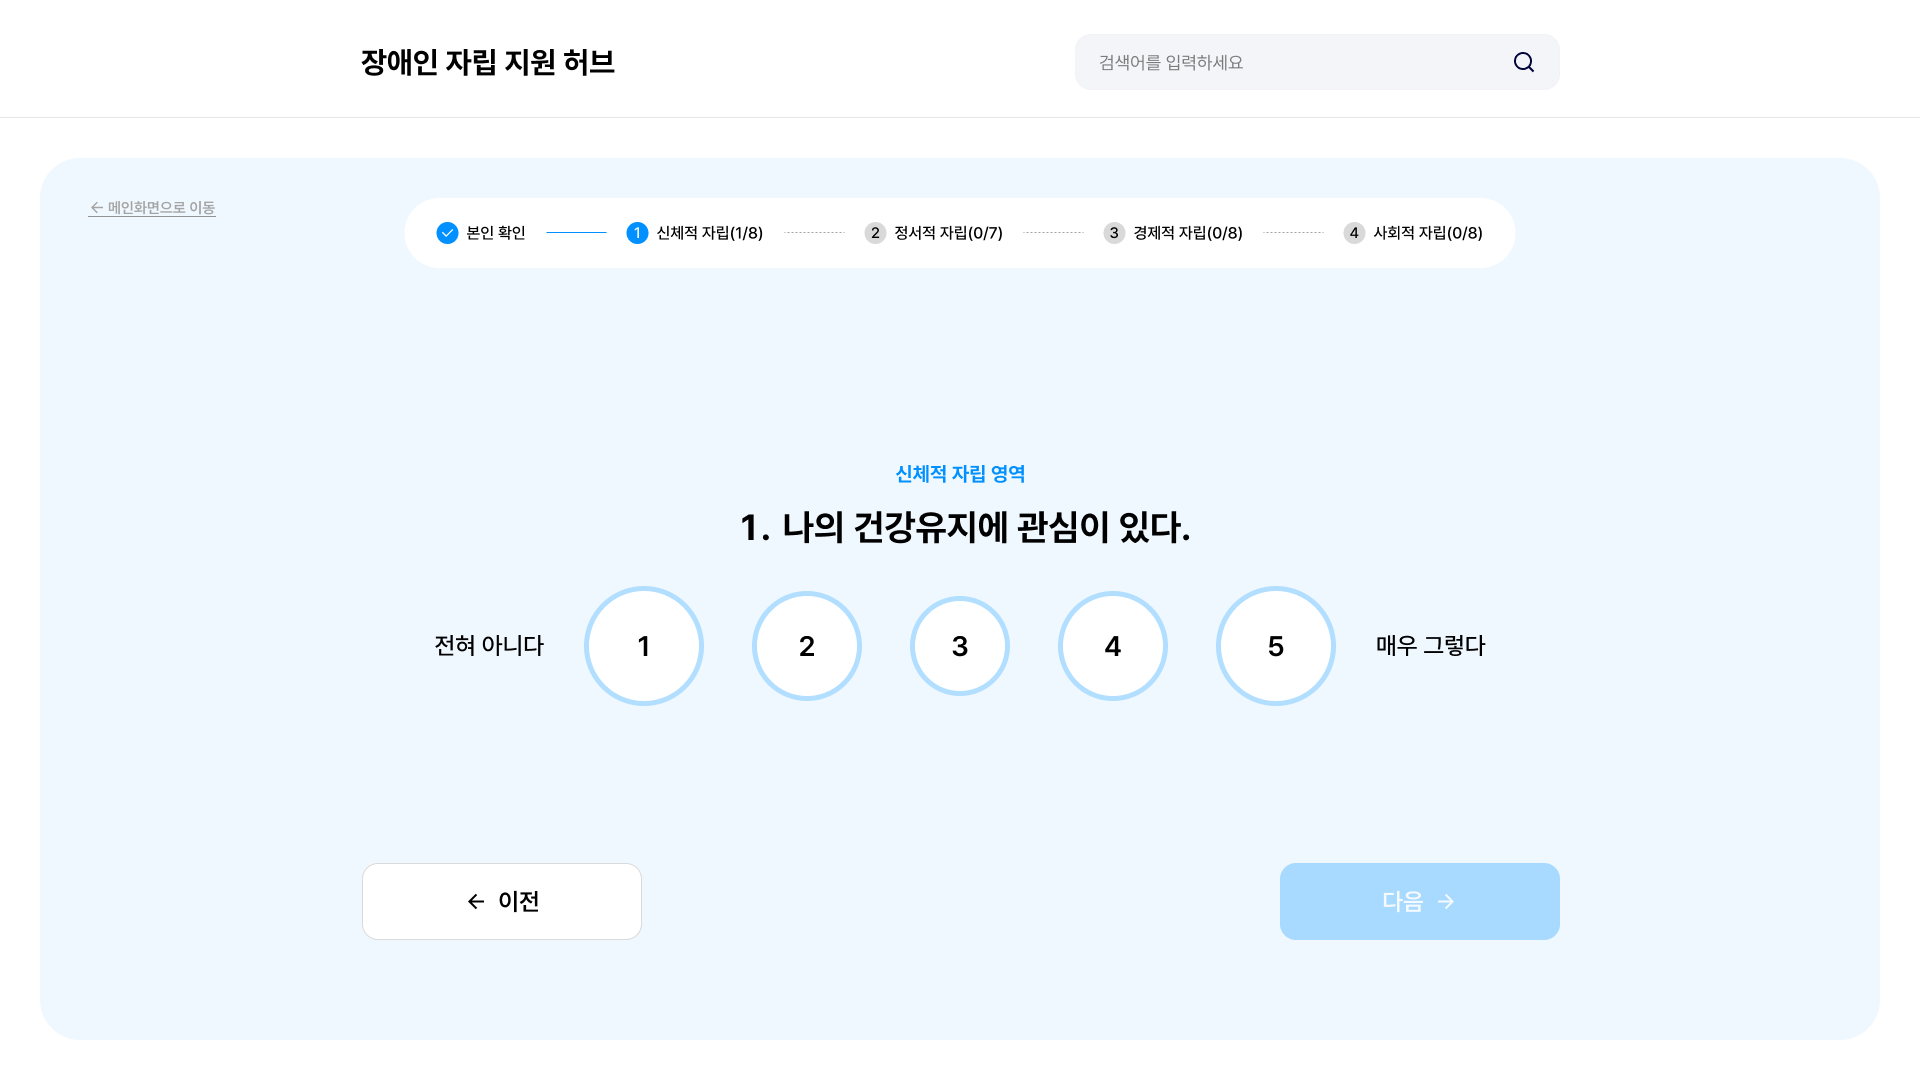 장애인 자립 지원 허브
검색어를 입력하세요
메인화면으로 이동
본인 확인
1 신체적 자립(1/8)
2 정서적 자립(0/7)
3 경제적 자립(0/8)
4 사회적 자립(0/8)
신체적 자립 영역
1. 나의 건강유지에 관심이 있다.
전혀 아니다
1
2
3
4
5
매우 그렇다
이전
다음